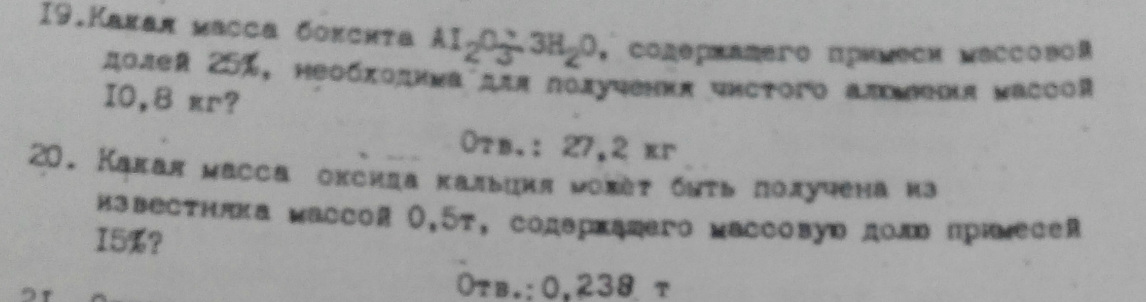 I9.Какая масса боксита Al₂O₃·3H₂O, содержащего примеси массовой
долей 25%, необходима для получения чистого алюминия массой
I0,8 кг?
Отв.: 27,2 кг
20. Какая масса оксида кальция может быть получена из
известняка массой 0,5т, содержащего массовую долю примесей
I5%?
Отв.:0,238 т
2I.